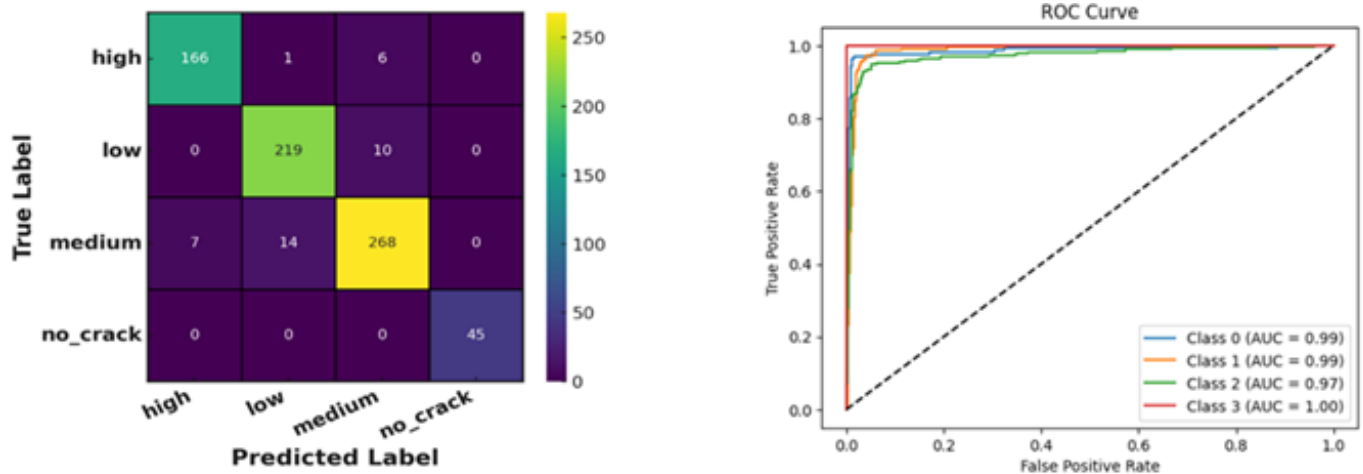 high
low
medium
no_crack
True Label
166 1 6 0
0 219 10 0
7 14 268 0
0 0 0 45
high low medium no_crack
Predicted Label
250
200
150
100
50
0
ROC Curve
True Positive Rate
1.0
0.8
0.6
0.4
0.2
0.0
Class 0 (AUC = 0.99)
Class 1 (AUC = 0.99)
Class 2 (AUC = 0.97)
Class 3 (AUC = 1.00)
0.0 0.2 0.4 0.6 0.8 1.0
False Positive Rate